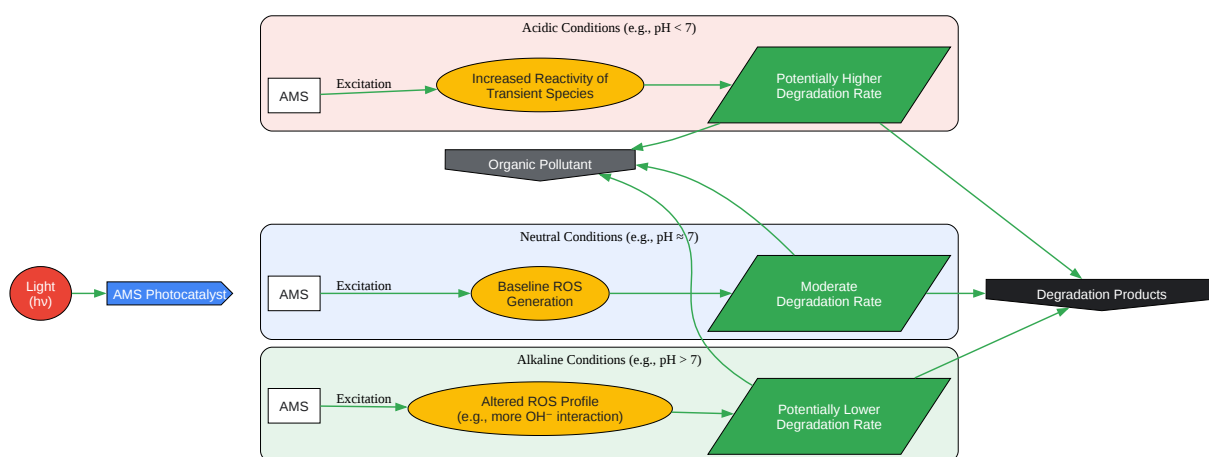 Acidic Conditions (e.g., pH < 7)
AMS
Excitation
Increased Reactivity of
Transient Species
Potentially Higher
Degradation Rate
Organic Pollutant
Neutral Conditions (e.g., pH ≈ 7)
Light
(hν)
AMS Photocatalyst
AMS
Excitation
Baseline ROS
Generation
Moderate
Degradation Rate
Degradation Products
Alkaline Conditions (e.g., pH > 7)
AMS
Excitation
Altered ROS Profile
(e.g., more OH⁻ interaction)
Potentially Lower
Degradation Rate